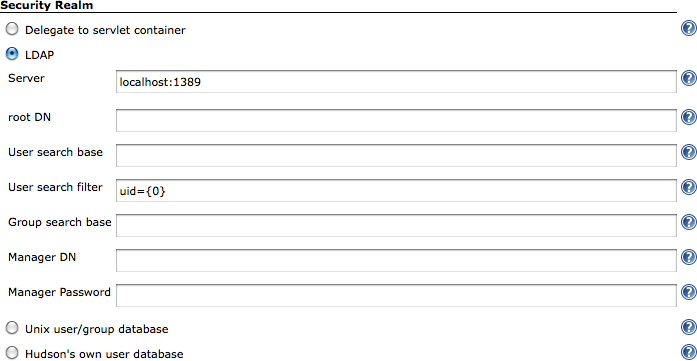 Security Realm
Delegate to servlet container
LDAP
Server localhost:1389
root DN
User search base
User search filter uid={0}
Group search base
Manager DN
Manager Password
Unix user/group database
Hudson's own user database